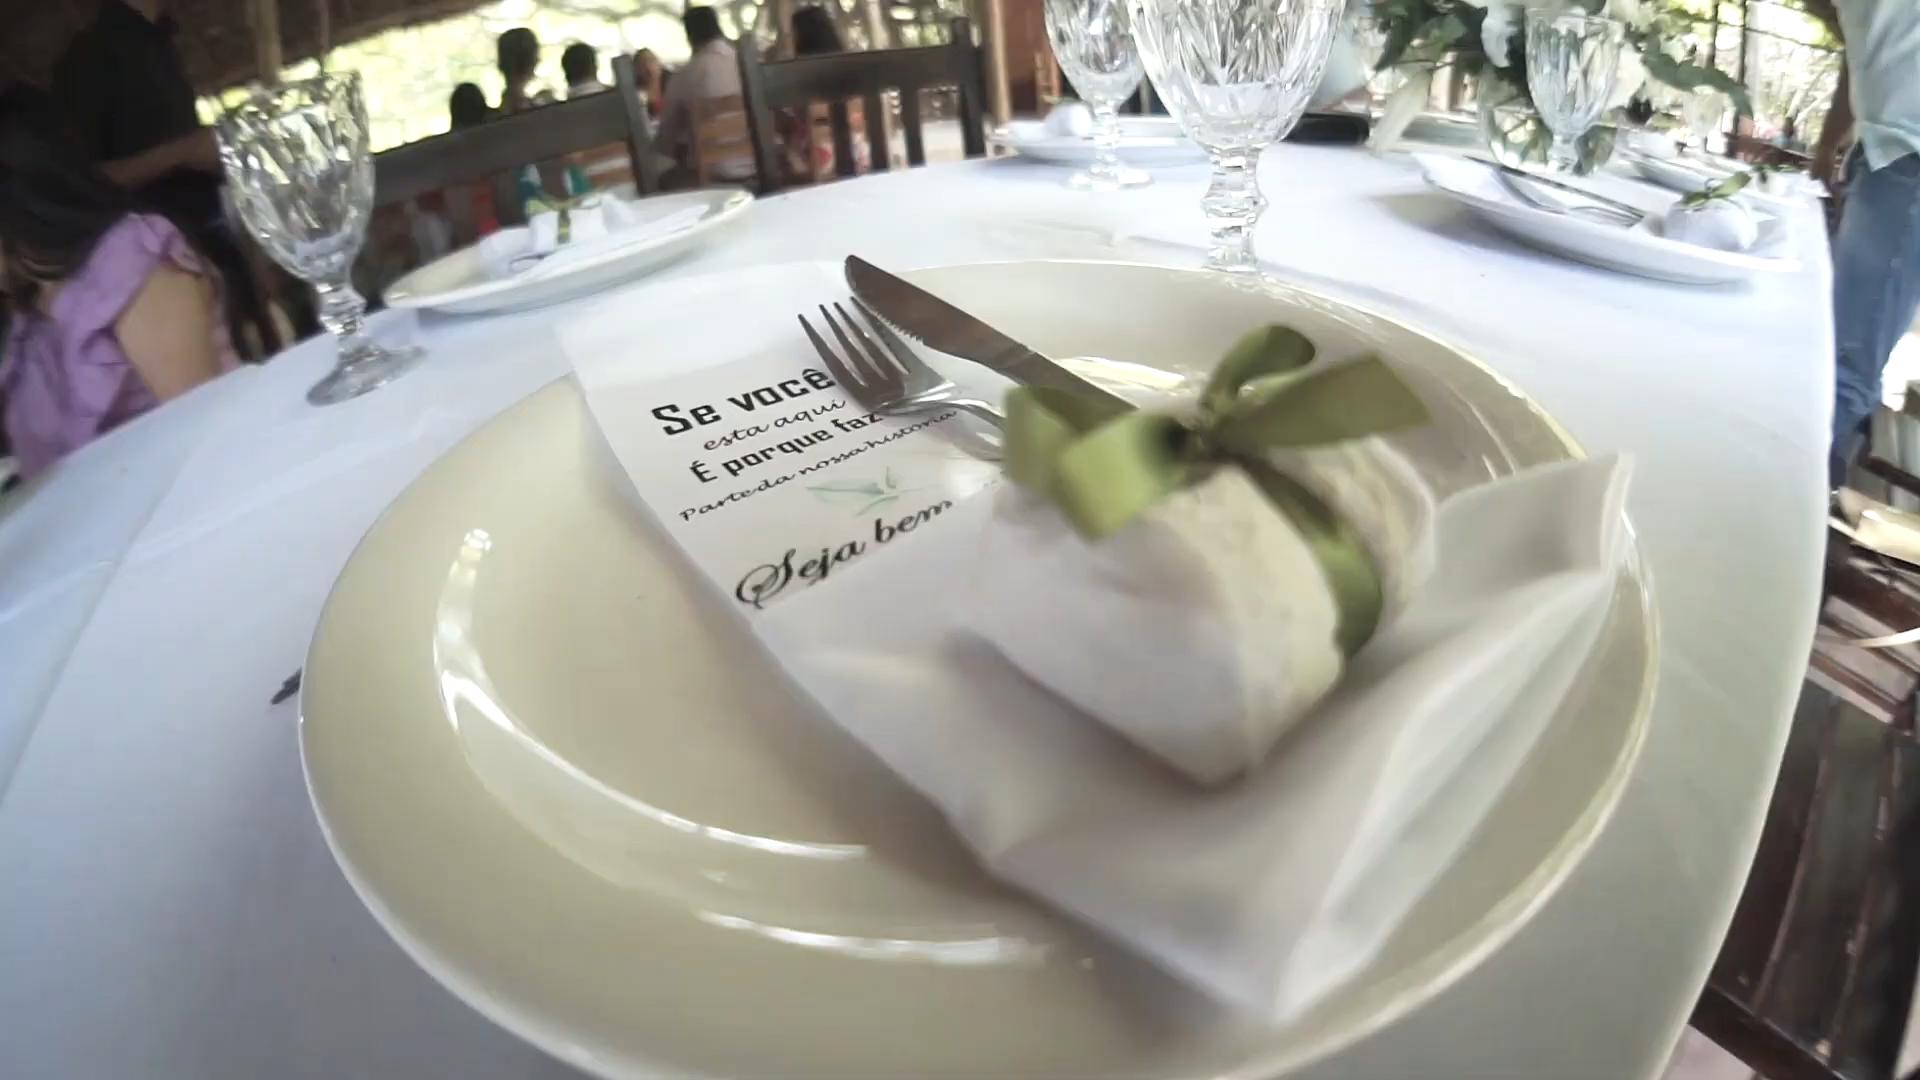 Se você
esta aqui
É porque faz
Parte da nossa historia
Seja bem